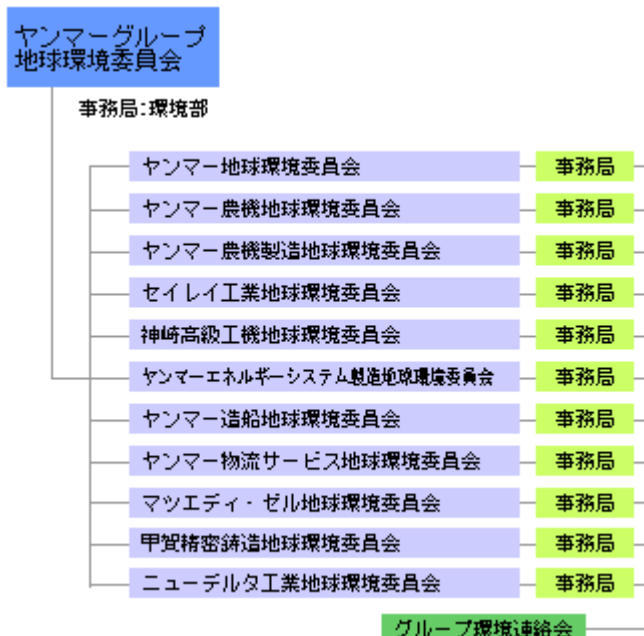 ヤンマーグループ
地球環境委員会
事務局:環境部
ヤンマー地球環境委員会 事務局
ヤンマー農機地球環境委員会 事務局
ヤンマー農機製造地球環境委員会 事務局
セイレイ工業地球環境委員会 事務局
神崎高級工機地球環境委員会 事務局
ヤンマーエネルギーシステム製造地球環境委員会 事務局
ヤンマー造船地球環境委員会 事務局
ヤンマー物流サービス地球環境委員会 事務局
マツエディ・ゼル地球環境委員会 事務局
甲賀精密鋳造地球環境委員会 事務局
ニューデルタ工業地球環境委員会 事務局
グループ環境連絡会